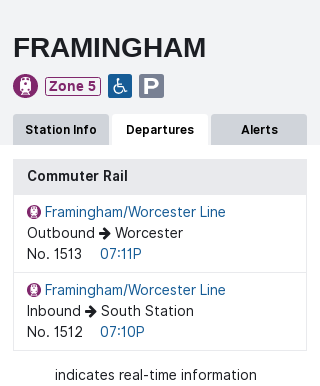 FRAMINGHAM
Zone 5
P
Station Info
Departures
Alerts
Commuter Rail
Framingham/Worcester Line
Outbound → Worcester
No. 1513 07:11P
Framingham/Worcester Line
Inbound → South Station
No. 1512 07:10P
indicates real-time information